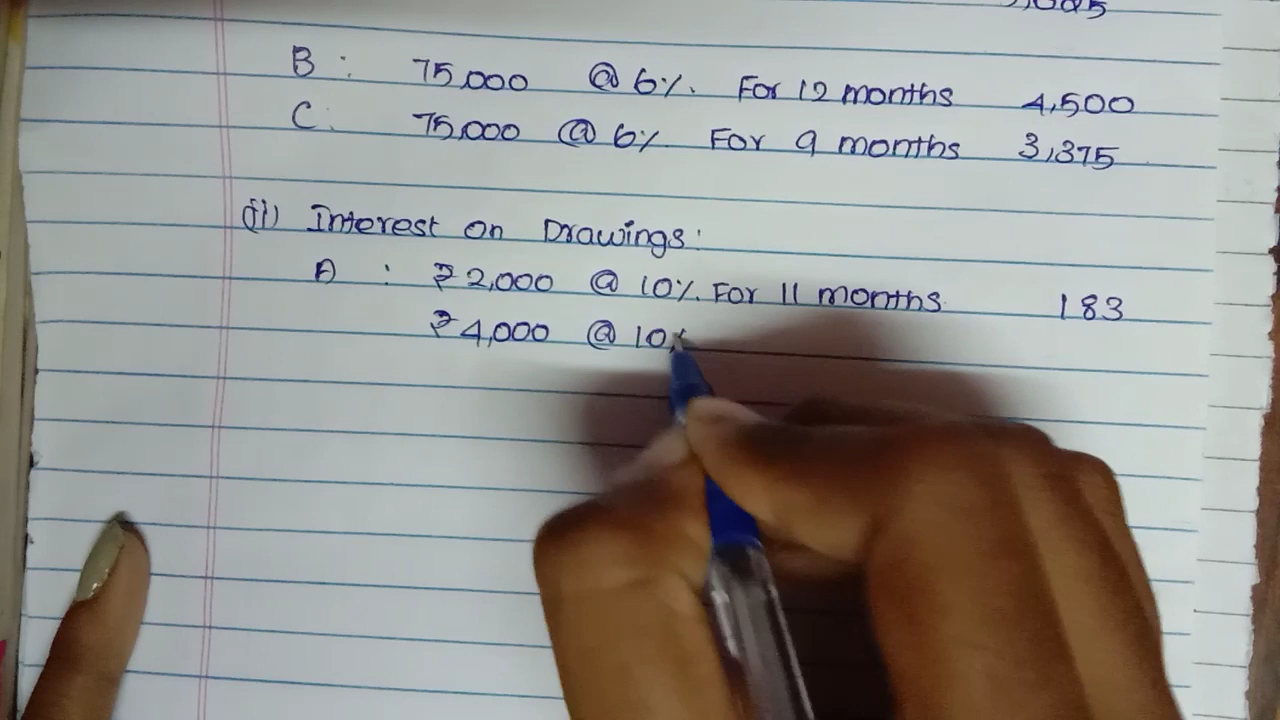 B : 75,000 @ 6%. For 12 months 4,500
C. 75,000 @ 6% For 9 months 3,375
(ii) Interest on Drawings:
A : ₹ 2,000 @ 10%. For 11 months 183
₹ 4,000 @ 10